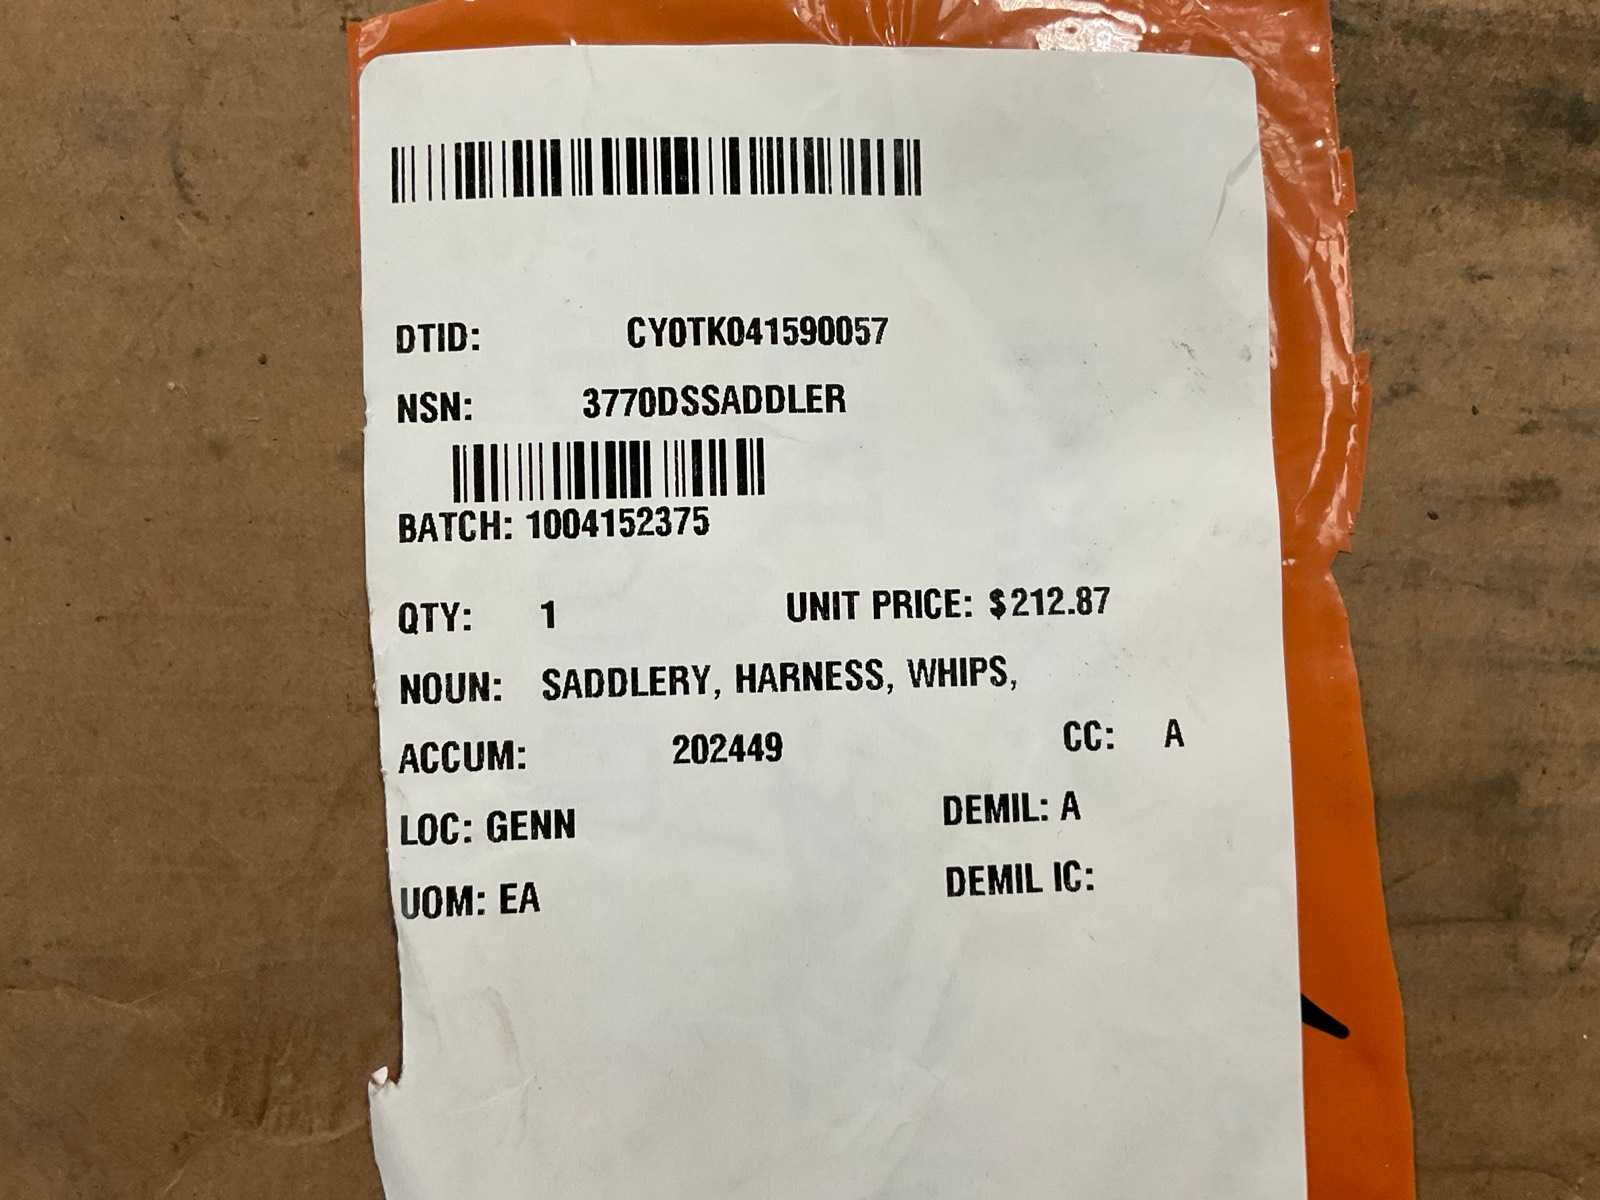 DTID: CY0TK041590057
NSN: 3770DSSADDLER
BATCH: 1004152375
QTY: 1 UNIT PRICE: $212.87
NOUN: SADDLERY, HARNESS, WHIPS,
ACCUM: 202449 CC: A
LOC: GENN DEMIL: A
UOM: EA DEMIL IC: